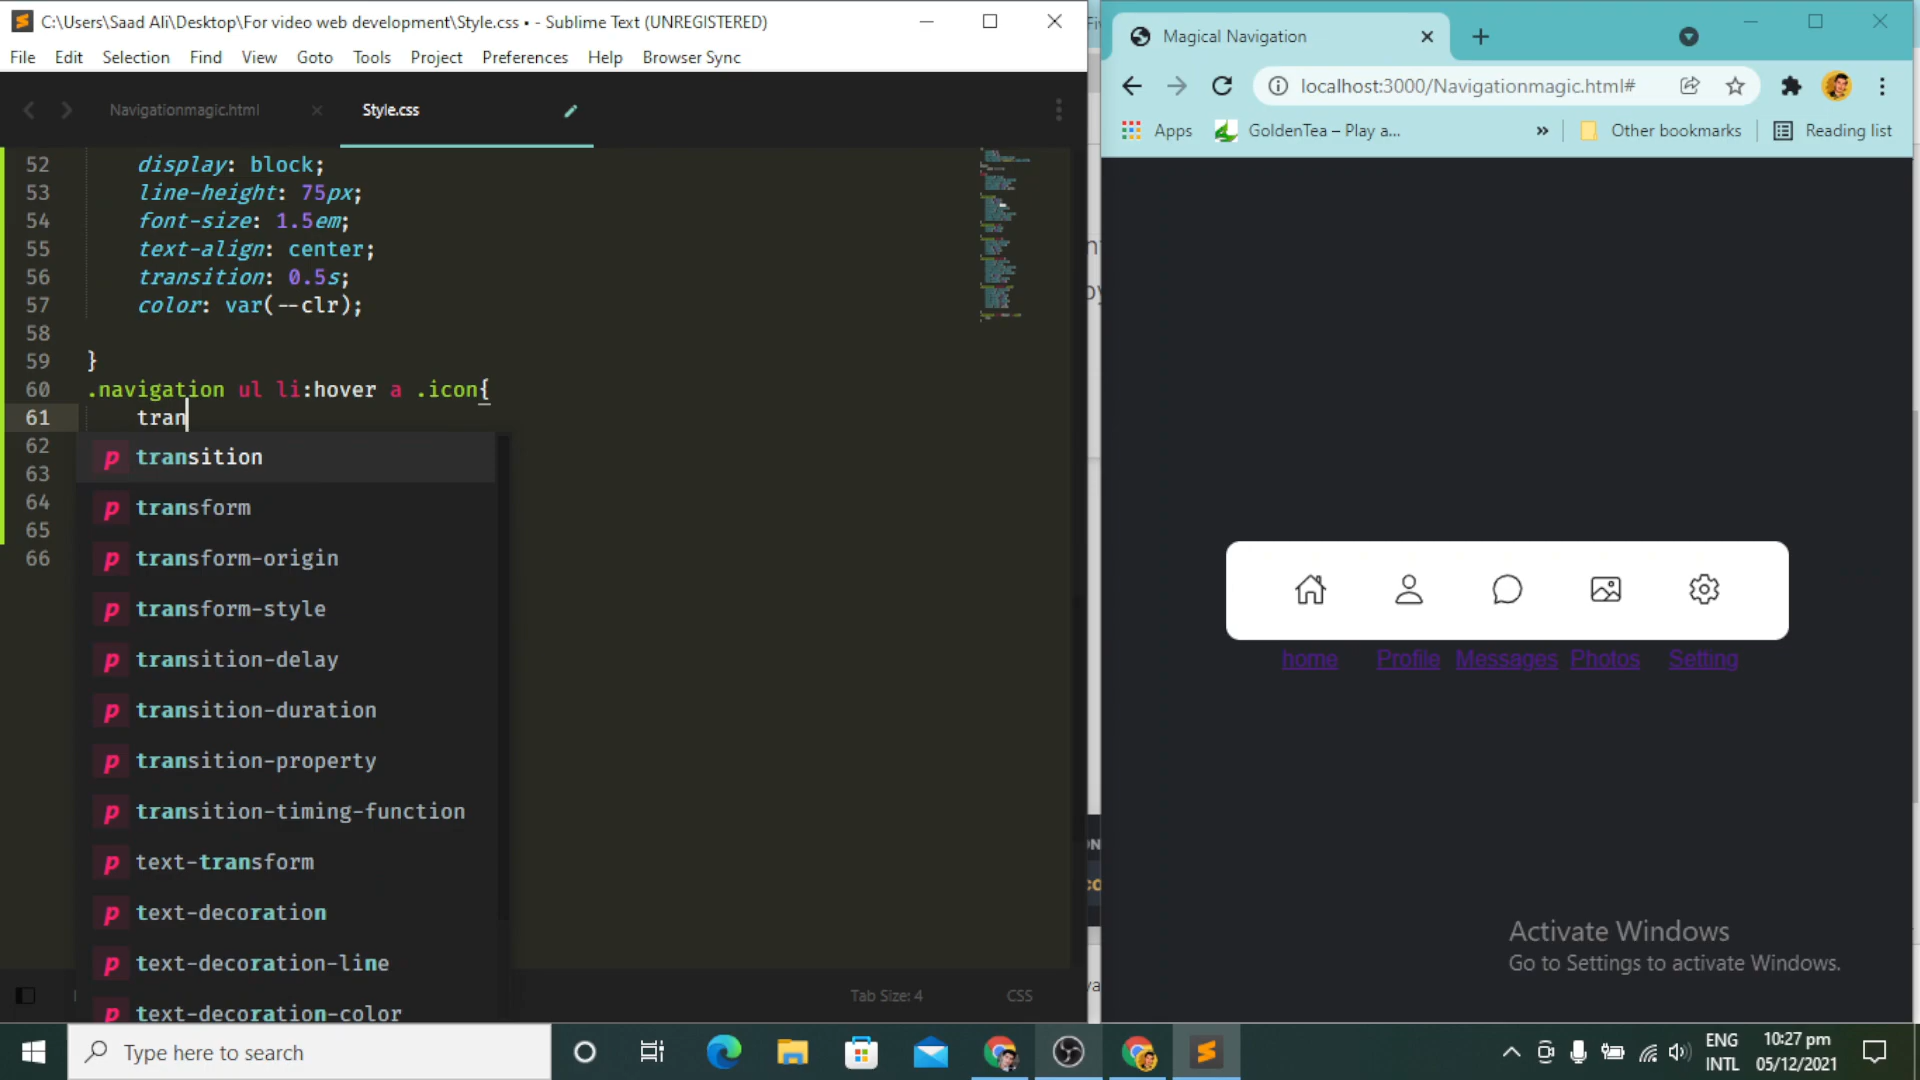 C:\Users\Saad Ali\Desktop\For video web development\Style.css • - Sublime Text (UNREGISTERED)
File Edit Selection Find View Goto Tools Project Preferences Help Browser Sync
Navigationmagic.html
Style.css
52 display: block;
53 line-height: 75px;
54 font-size: 1.5em;
55 text-align: center;
56 transition: 0.5s;
57 color: var(--clr);
58
59 }
60 .navigation ul li:hover a .icon{
61 tran
62
63
64
65
66
p transition
p transform
p transform-origin
p transform-style
p transition-delay
p transition-duration
p transition-property
p transition-timing-function
p text-transform
p text-decoration
p text-decoration-line
p text-decoration-color
Tab Size: 4 CSS
Magical Navigation
localhost:3000/Navigationmagic.html#
Apps GoldenTea – Play a... » Other bookmarks Reading list
home Profile Messages Photos Setting
Activate Windows
Go to Settings to activate Windows.
Type here to search
ENG
INTL
10:27 pm
05/12/2021